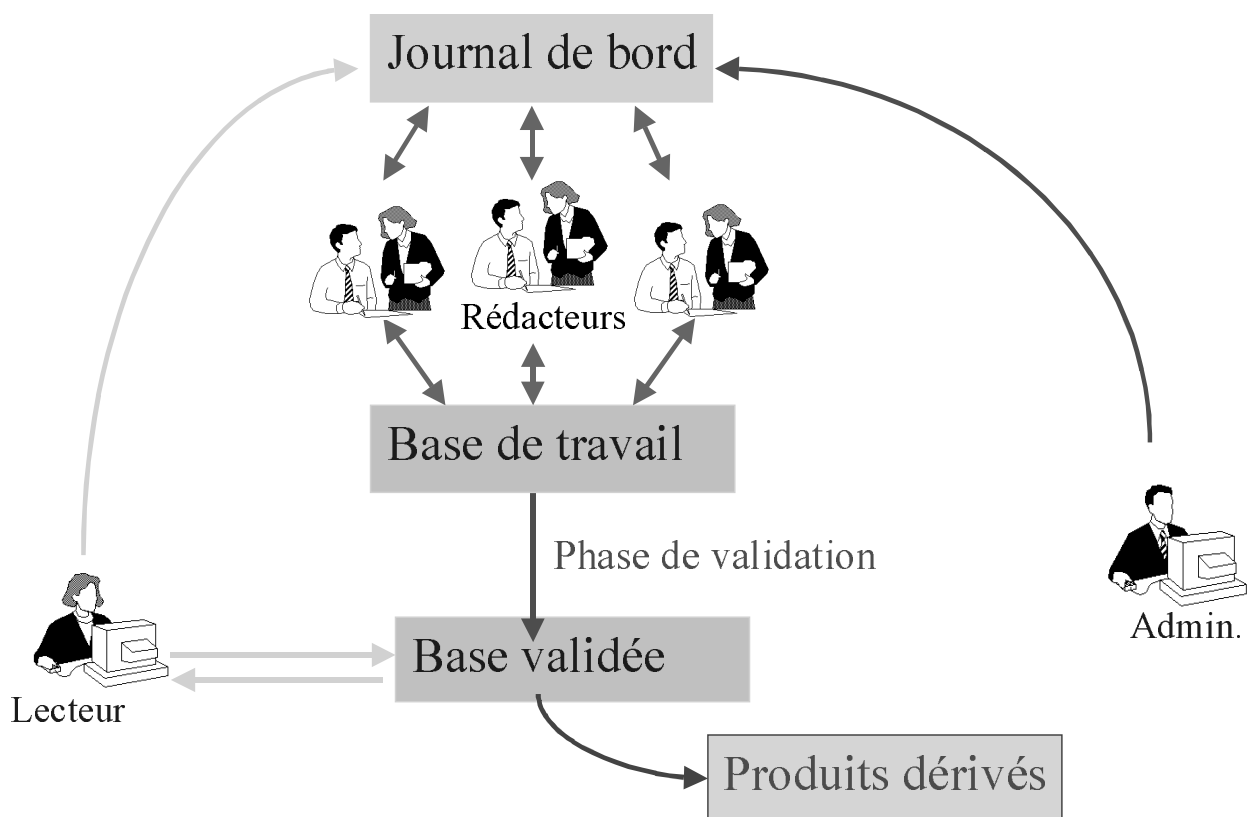 Journal de bord
Rédacteurs
Base de travail
Phase de validation
Base validée
Admin.
Lecteur
Produits dérivés